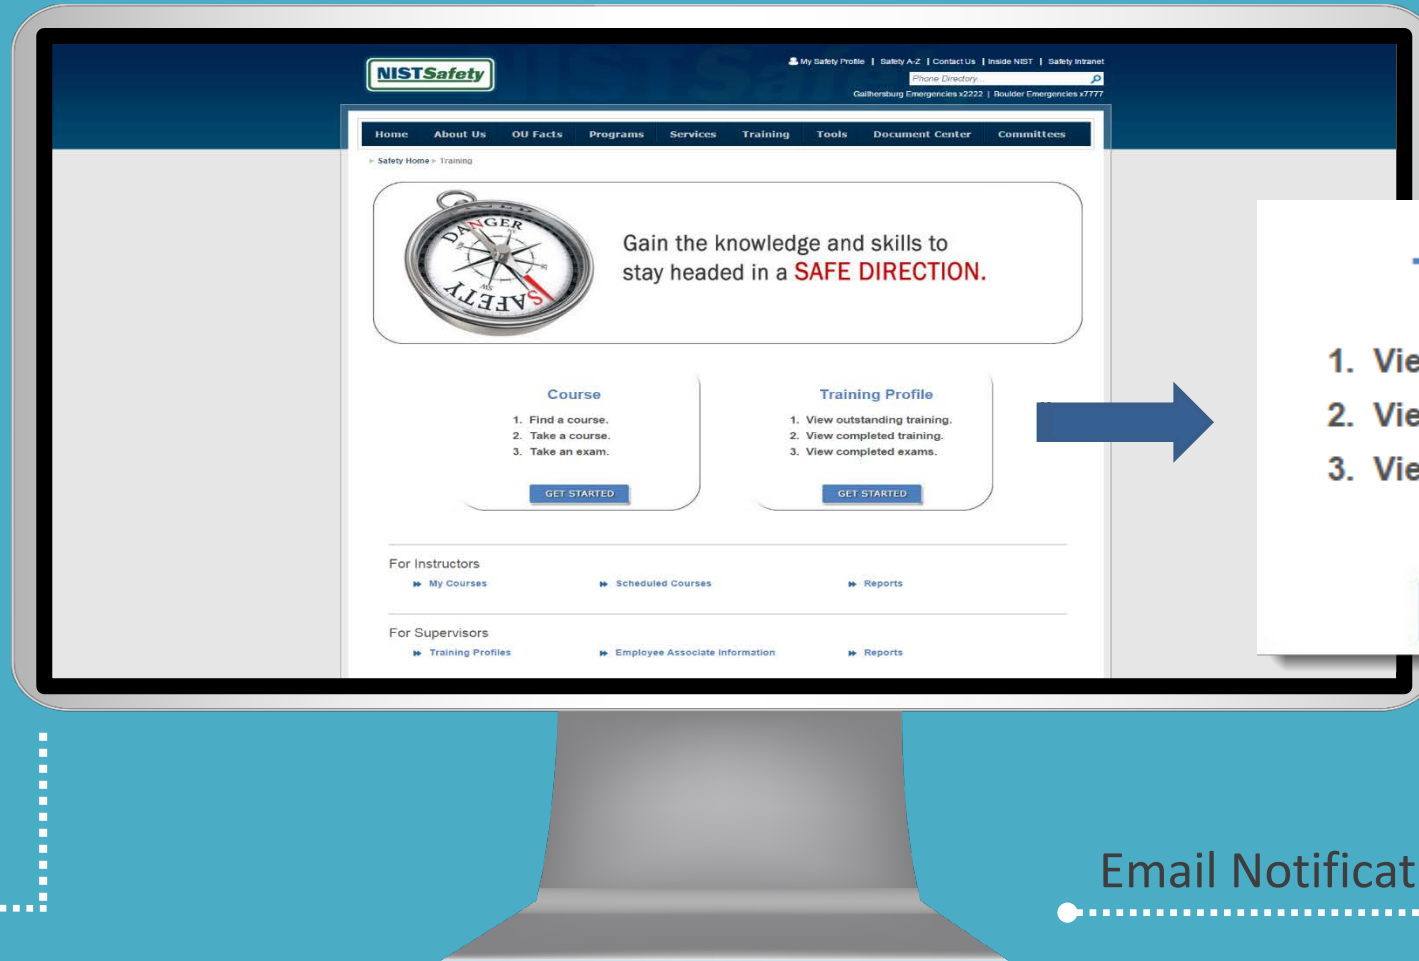 NISTSafety
My Safety Profile | Safety A-Z | Contact Us | Inside NIST | Safety Intranet
Phone Directory...
Gaithersburg Emergencies x2222 | Boulder Emergencies x7777
Home About Us OU Facts Programs Services Training Tools Document Center Committees
Safety Home Training
DANGER
SAFETY
S
SW
Gain the knowledge and skills to
stay headed in a SAFE DIRECTION.
Course
1. Find a course.
2. Take a course.
3. Take an exam.
GET STARTED
Training Profile
1. View outstanding training.
2. View completed training.
3. View completed exams.
GET STARTED
1. Vie
2. Vie
3. Vie
For Instructors
My Courses Scheduled Courses Reports
For Supervisors
Training Profiles Employee Associate Information Reports
Email Notificat